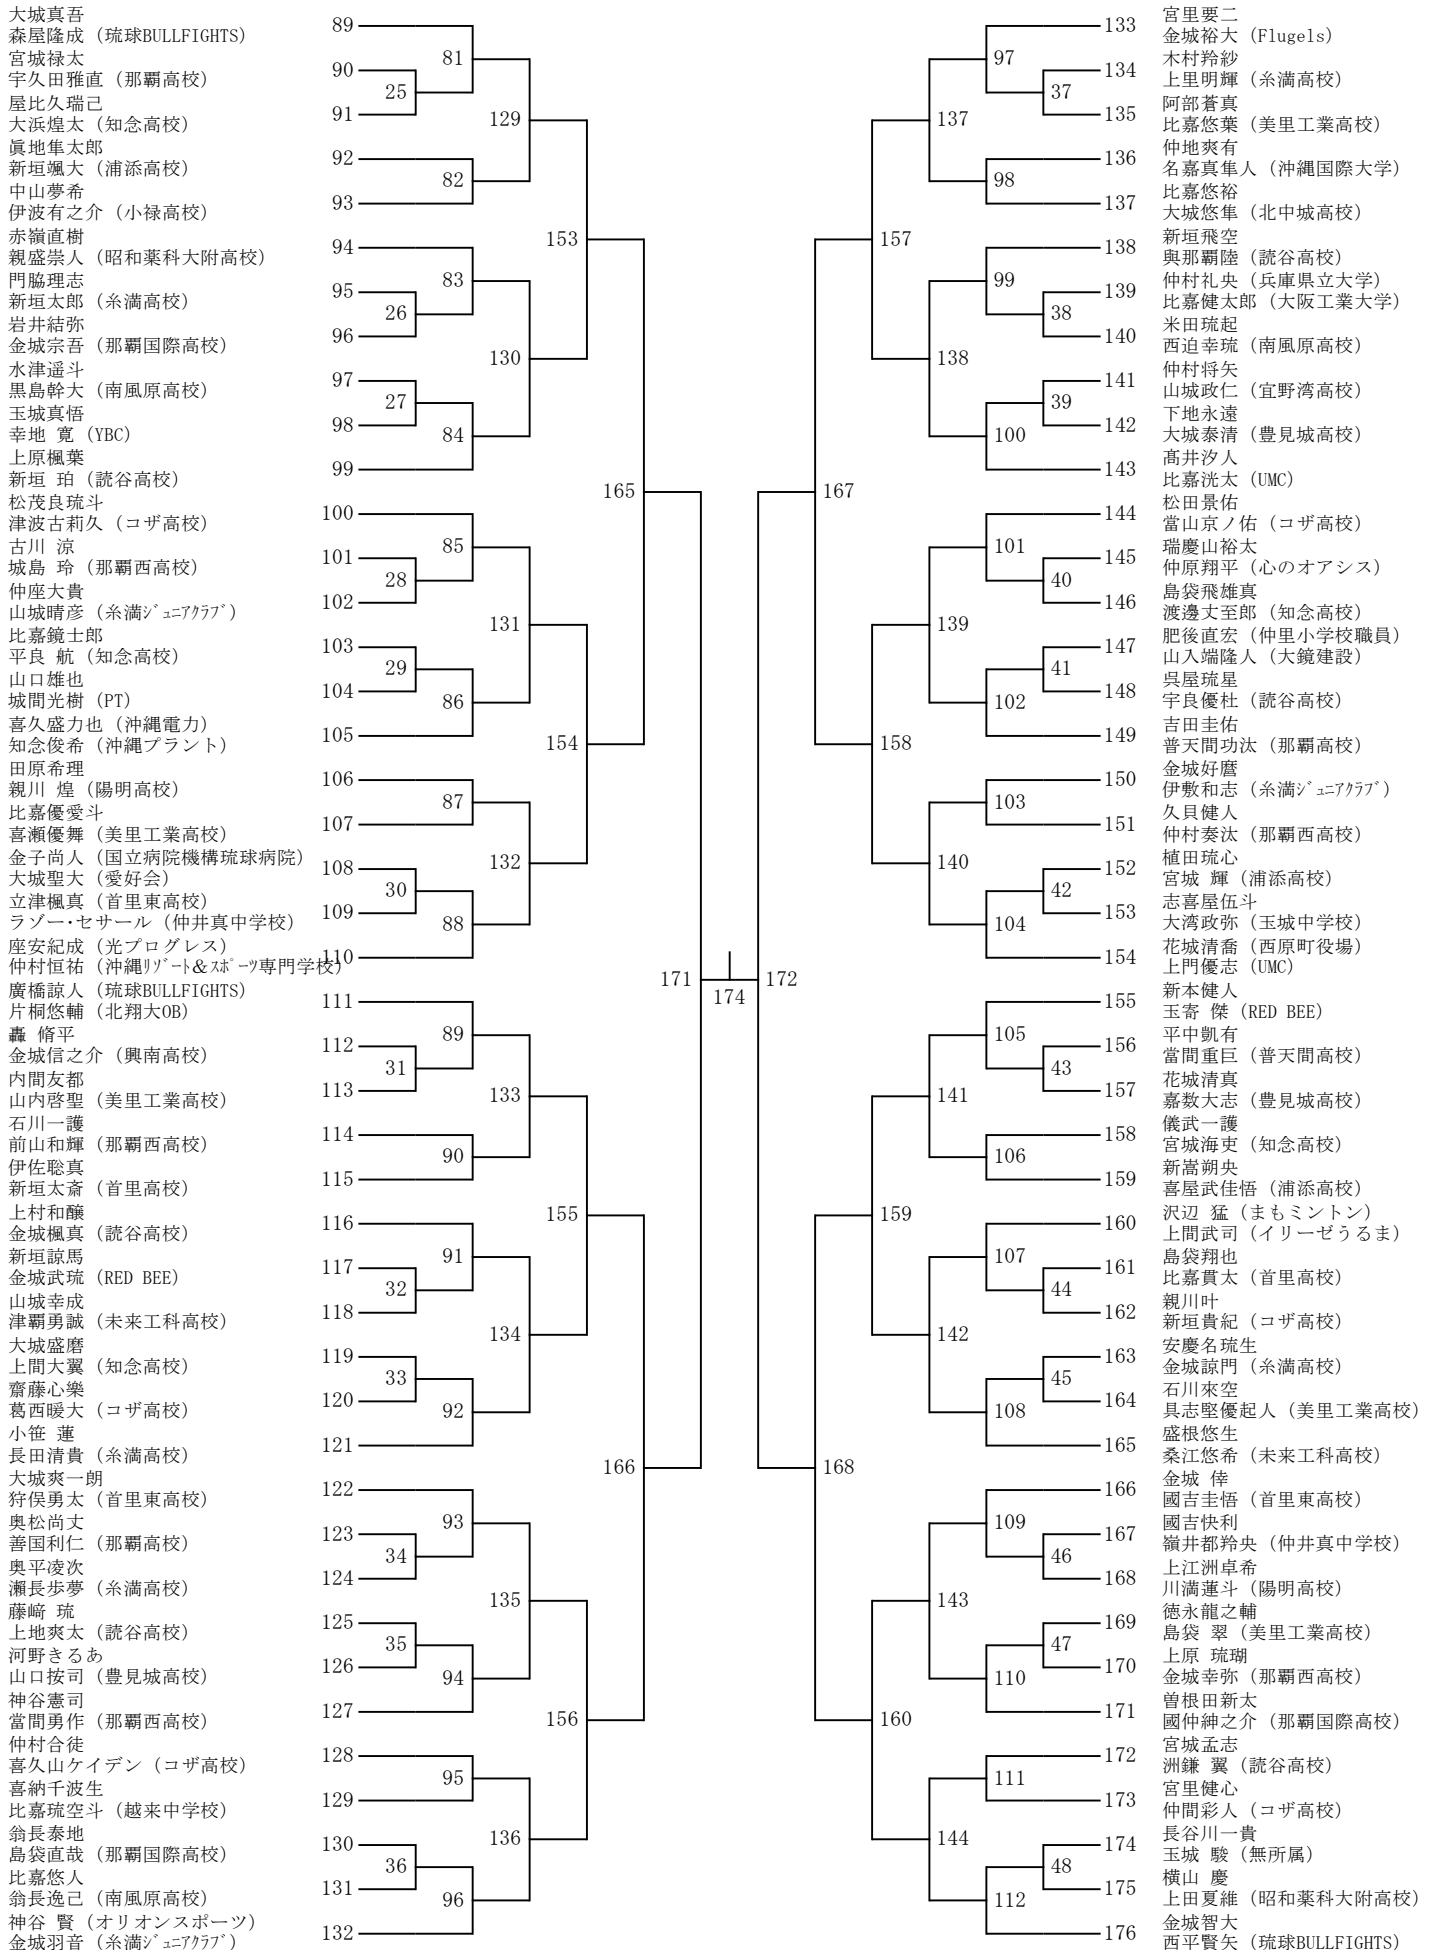 大城真吾
森屋隆成（琉球BULLFIGHTS）
89
宮城禄太
宇久田雅直（那覇高校）
90
屋比久瑞己
大浜煌太（知念高校）
91
眞地隼太郎
新垣颯大（浦添高校）
92
中山夢希
伊波有之介（小禄高校）
93
赤嶺直樹
親盛崇人（昭和薬科大附高校）
94
門脇理志
新垣太郎（糸満高校）
95
岩井結弥
金城宗吾（那覇国際高校）
96
水津遥斗
黒島幹大（南風原高校）
97
玉城真悟
幸地 寛（YBC）
98
上原楓葉
新垣 珀（読谷高校）
99
松茂良琉斗
津波古莉久（コザ高校）
100
古川 涼
城島 玲（那覇西高校）
101
仲座大貴
山城晴彦（糸満ｼﾞｭﾆｱｸﾗﾌﾞ）
102
比嘉鏡士郎
平良 航（知念高校）
103
山口雄也
城間光樹（PT）
104
喜久盛力也（沖縄電力）
知念俊希（沖縄プラント）
105
田原希理
親川 煌（陽明高校）
106
比嘉優愛斗
喜瀬優舞（美里工業高校）
107
金子尚人（国立病院機構琉球病院）
大城聖大（愛好会）
108
立津楓真（首里東高校）
ラゾー･セサール（仲井真中学校）
109
座安紀成（光プログレス）
仲村恒祐（沖縄ﾘｿﾞｰﾄ&ｽﾎﾟｰﾂ専門学校）
110
廣橋諒人（琉球BULLFIGHTS）
片桐悠輔（北翔大OB）
111
轟 脩平
金城信之介（興南高校）
112
内間友都
山内啓聖（美里工業高校）
113
石川一護
前山和輝（那覇西高校）
114
伊佐聡真
新垣太斎（首里高校）
115
上村和醸
金城楓真（読谷高校）
116
新垣諒馬
金城武琉（RED BEE）
117
山城幸成
津覇勇誠（未来工科高校）
118
大城盛磨
上間大翼（知念高校）
119
齋藤心樂
葛西暖大（コザ高校）
120
小笹 蓮
長田清貴（糸満高校）
121
大城爽一朗
狩俣勇太（首里東高校）
122
奥松尚丈
善国利仁（那覇高校）
123
奥平凌次
瀬長歩夢（糸満高校）
124
藤﨑 琉
上地爽太（読谷高校）
125
河野きるあ
山口按司（豊見城高校）
126
神谷憲司
當間勇作（那覇西高校）
127
仲村合徒
喜久山ケイデン（コザ高校）
128
喜納千波生
比嘉琉空斗（越来中学校）
129
翁長泰地
島袋直哉（那覇国際高校）
130
比嘉悠人
翁長逸己（南風原高校）
131
神谷 賢（オリオンスポーツ）
金城羽音（糸満ｼﾞｭﾆｱｸﾗﾌﾞ）
132
25
26
27
28
29
30
31
32
33
34
35
36
81
82
83
84
85
86
87
88
89
90
91
92
93
94
95
96
129
130
131
132
133
134
135
136
153
154
155
156
165
166
171
174
172
167
168
157
158
159
160
137
138
139
140
141
142
143
144
97
98
99
100
101
102
103
104
105
106
107
108
109
110
111
112
37
38
39
40
41
42
43
44
45
46
47
48
133
宮里要二
金城裕大（Flugels）
134
木村羚紗
上里明輝（糸満高校）
135
阿部蒼真
比嘉悠葉（美里工業高校）
136
仲地爽有
名嘉真隼人（沖縄国際大学）
137
比嘉悠裕
大城悠隼（北中城高校）
138
新垣飛空
與那覇陸（読谷高校）
139
仲村礼央（兵庫県立大学）
比嘉健太郎（大阪工業大学）
140
米田琉起
西迫幸琉（南風原高校）
141
仲村将矢
山城政仁（宜野湾高校）
142
下地永遠
大城泰清（豊見城高校）
143
髙井汐人
比嘉洸太（UMC）
144
松田景佑
當山京ノ佑（コザ高校）
145
瑞慶山裕太
仲原翔平（心のオアシス）
146
島袋飛雄真
渡邊丈至郎（知念高校）
147
肥後直宏（仲里小学校職員）
山入端隆人（大鏡建設）
148
呉屋琉星
宇良優杜（読谷高校）
149
吉田圭佑
普天間功汰（那覇高校）
150
金城好麿
伊敷和志（糸満ｼﾞｭﾆｱｸﾗﾌﾞ）
151
久貝健人
仲村奏汰（那覇西高校）
152
植田琉心
宮城 輝（浦添高校）
153
志喜屋伍斗
大湾政弥（玉城中学校）
154
花城清喬（西原町役場）
上門優志（UMC）
155
新本健人
玉寄 傑（RED BEE）
156
平中凱有
當間重巨（普天間高校）
157
花城清真
嘉数大志（豊見城高校）
158
儀武一護
宮城海吏（知念高校）
159
新嵩朔央
喜屋武佳悟（浦添高校）
160
沢辺 猛（まもミントン）
上間武司（イリーゼうるま）
161
島袋翔也
比嘉貫太（首里高校）
162
親川叶
新垣貴紀（コザ高校）
163
安慶名琉生
金城諒門（糸満高校）
164
石川來空
具志堅優起人（美里工業高校）
165
盛根悠生
桑江悠希（未来工科高校）
166
金城 倖
國吉圭悟（首里東高校）
167
國吉快利
嶺井都羚央（仲井真中学校）
168
上江洲卓希
川満蓮斗（陽明高校）
169
徳永龍之輔
島袋 翠（美里工業高校）
170
上原 琉瑚
金城幸弥（那覇西高校）
171
曽根田新太
國仲紳之介（那覇国際高校）
172
宮城孟志
洲鎌 翼（読谷高校）
173
宮里健心
仲間彩人（コザ高校）
174
長谷川一貴
玉城 駿（無所属）
175
横山 慶
上田夏維（昭和薬科大附高校）
176
金城智大
西平賢矢（琉球BULLFIGHTS）